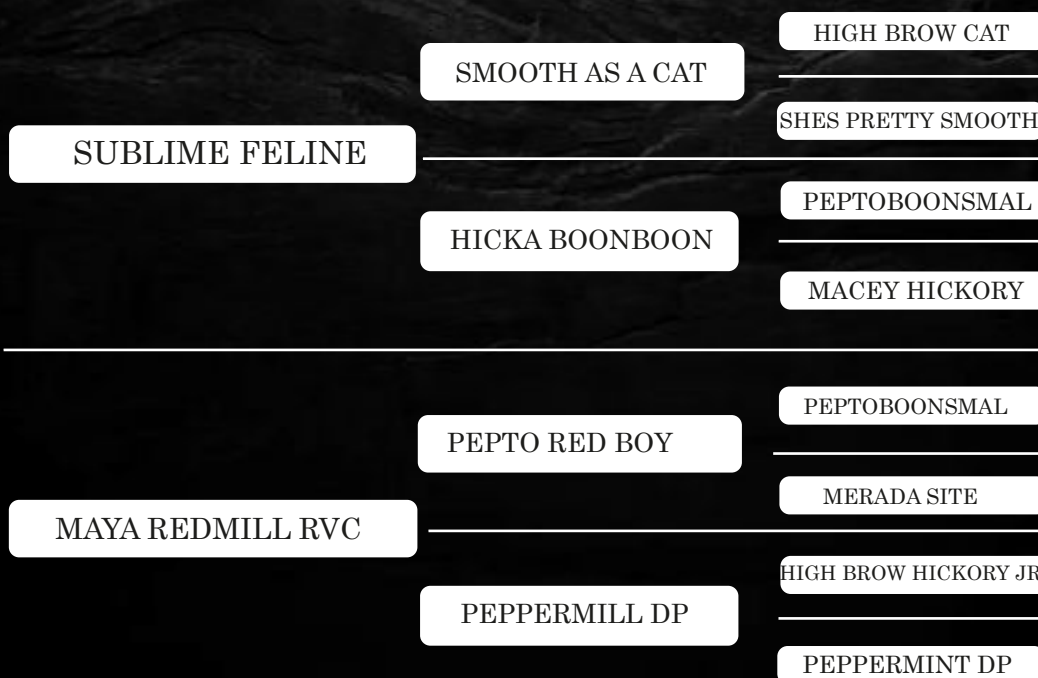 HIGH BROW CAT
SMOOTH AS A CAT
SHES PRETTY SMOOTH
SUBLIME FELINE
PEPTOBOONSMAL
HICKA BOONBOON
MACEY HICKORY
PEPTOBOONSMAL
PEPTO RED BOY
MERADA SITE
MAYA REDMILL RVC
HIGH BROW HICKORY JR
PEPPERMILL DP
PEPPERMINT DP